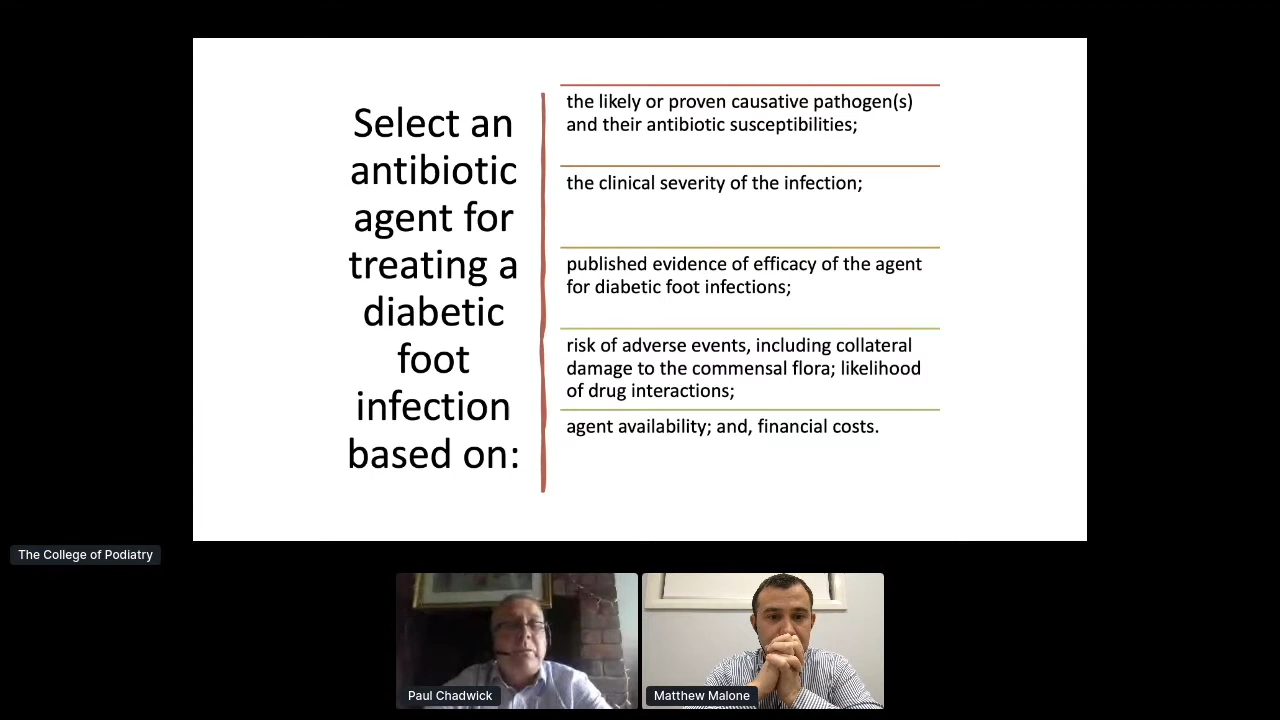 Select an
antibiotic
agent for
treating a
diabetic
foot
infection
based on:
the likely or proven causative pathogen(s)
and their antibiotic susceptibilities;
the clinical severity of the infection;
published evidence of efficacy of the agent
for diabetic foot infections;
risk of adverse events, including collateral
damage to the commensal flora; likelihood
of drug interactions;
agent availability; and, financial costs.
The College of Podiatry
Paul Chadwick
Matthew Malone